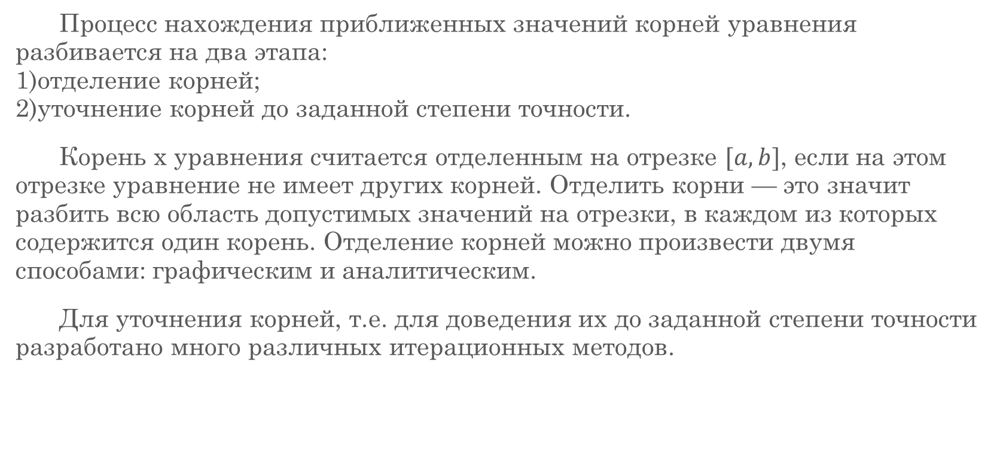 Процесс нахождения приближенных значений корней уравнения
разбивается на два этапа:
1)отделение корней;
2)уточнение корней до заданной степени точности.
Корень х уравнения считается отделенным на отрезке [a, b], если на этом
отрезке уравнение не имеет других корней. Отделить корни — это значит
разбить всю область допустимых значений на отрезки, в каждом из которых
содержится один корень. Отделение корней можно произвести двумя
способами: графическим и аналитическим.
Для уточнения корней, т.е. для доведения их до заданной степени точности
разработано много различных итерационных методов.